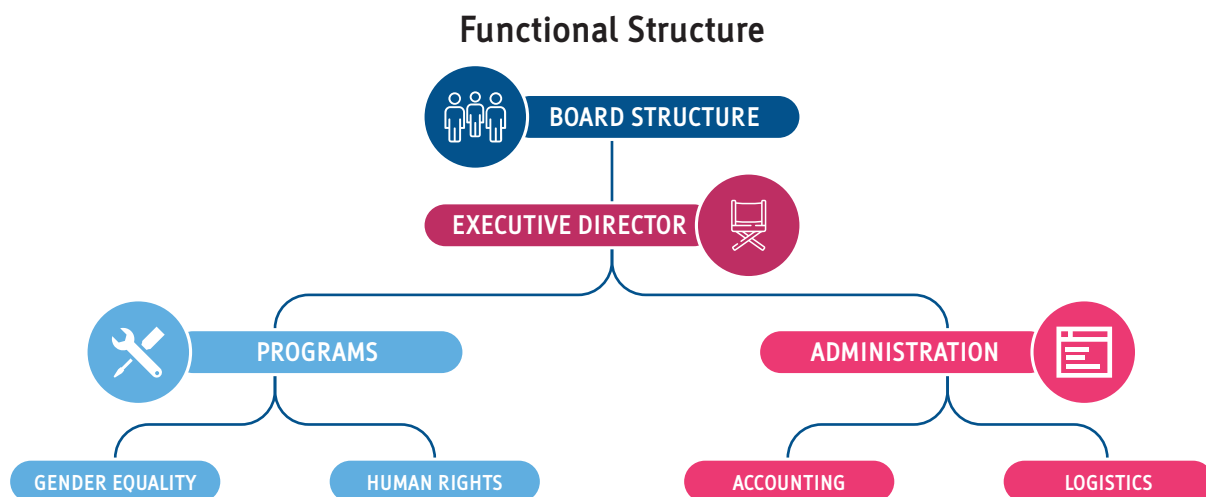 Functional Structure
BOARD STRUCTURE
EXECUTIVE DIRECTOR
PROGRAMS
ADMINISTRATION
GENDER EQUALITY
HUMAN RIGHTS
ACCOUNTING
LOGISTICS